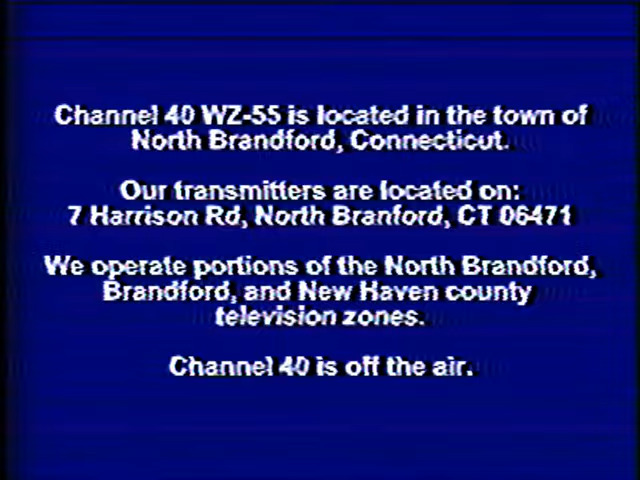 Channel 40 WZ-55 is located in the town of
North Brandford, Connecticut.
Our transmitters are located on:
7 Harrison Rd, North Branford, CT 06471
We operate portions of the North Brandford,
Brandford, and New Haven county
television zones.
Channel 40 is off the air.